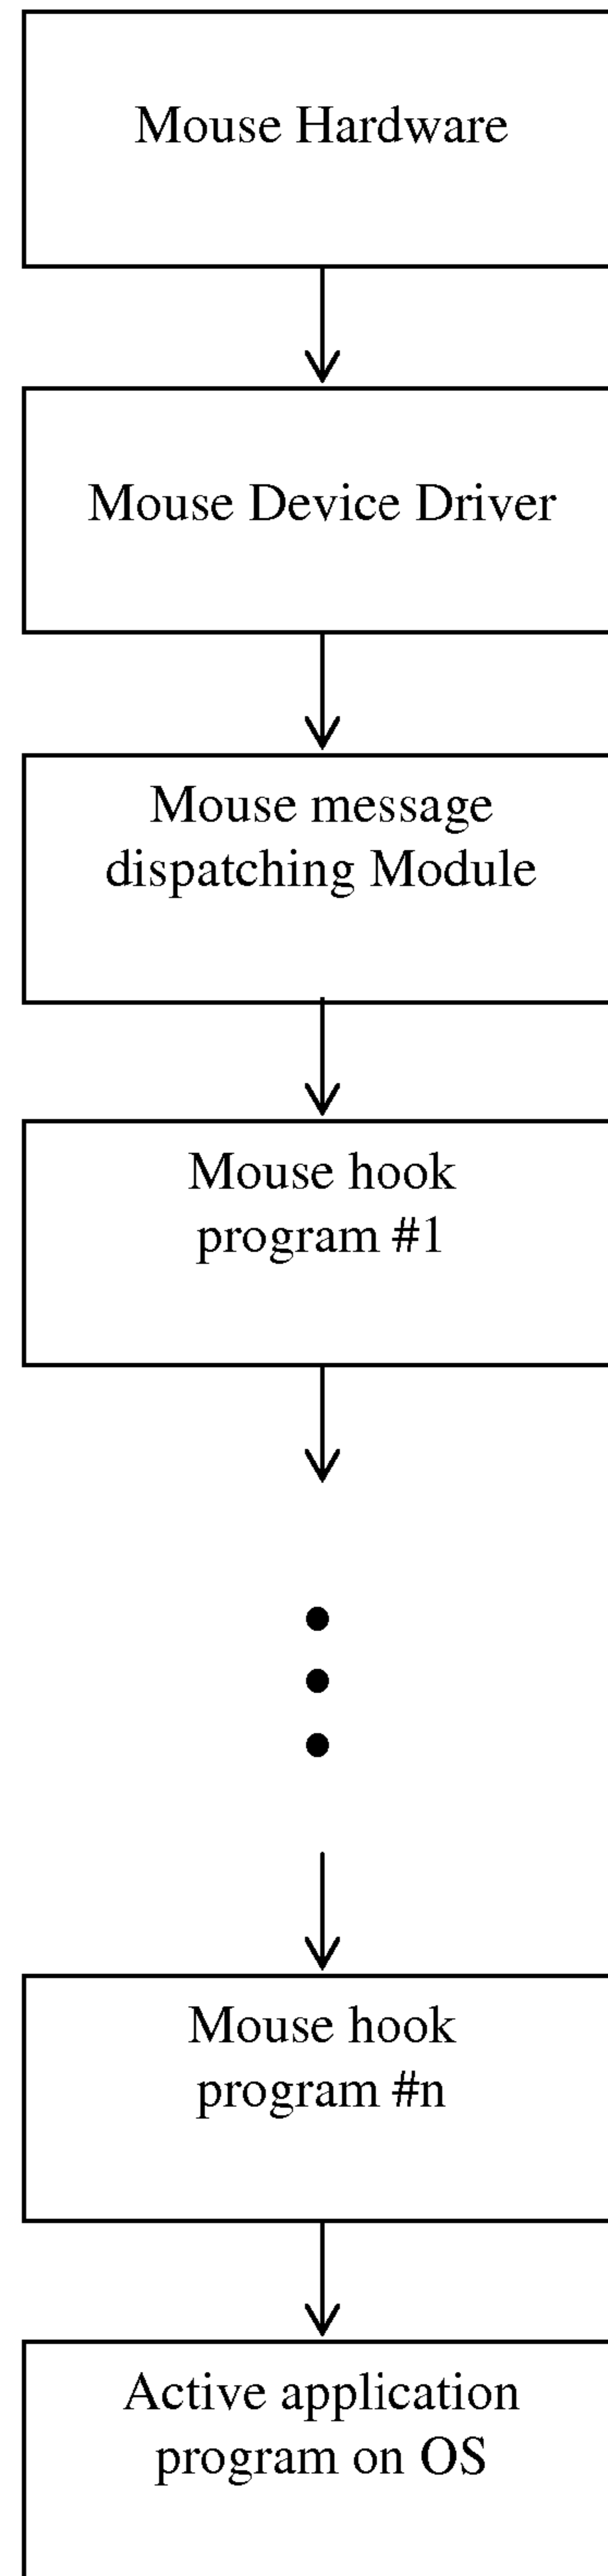 Mouse Hardware
Mouse Device Driver
Mouse message
dispatching Module
Mouse hook
program #1
Mouse hook
program #n
Active application
program on OS